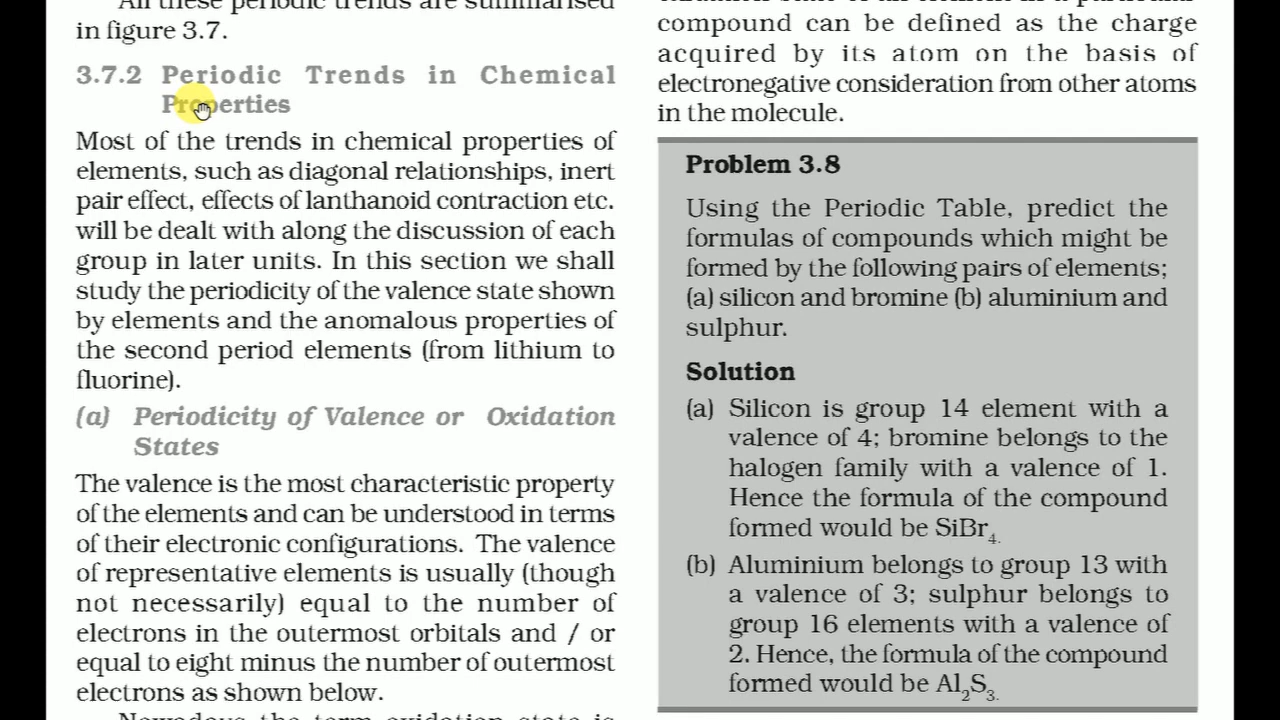 All these periodic trends are summarised
in figure 3.7.
3.7.2 Periodic Trends in Chemical
Properties
Most of the trends in chemical properties of
elements, such as diagonal relationships, inert
pair effect, effects of lanthanoid contraction etc.
will be dealt with along the discussion of each
group in later units. In this section we shall
study the periodicity of the valence state shown
by elements and the anomalous properties of
the second period elements (from lithium to
fluorine).
(a) Periodicity of Valence or Oxidation
States
The valence is the most characteristic property
of the elements and can be understood in terms
of their electronic configurations. The valence
of representative elements is usually (though
not necessarily) equal to the number of
electrons in the outermost orbitals and / or
equal to eight minus the number of outermost
electrons as shown below.
Nowadays the term oxidation state is
compound can be defined as the charge
acquired by its atom on the basis of
electronegative consideration from other atoms
in the molecule.
Problem 3.8
Using the Periodic Table, predict the
formulas of compounds which might be
formed by the following pairs of elements;
(a) silicon and bromine (b) aluminium and
sulphur.
Solution
(a) Silicon is group 14 element with a
valence of 4; bromine belongs to the
halogen family with a valence of 1.
Hence the formula of the compound
formed would be SiBr₄.
(b) Aluminium belongs to group 13 with
a valence of 3; sulphur belongs to
group 16 elements with a valence of
2. Hence, the formula of the compound
formed would be Al₂S₃.